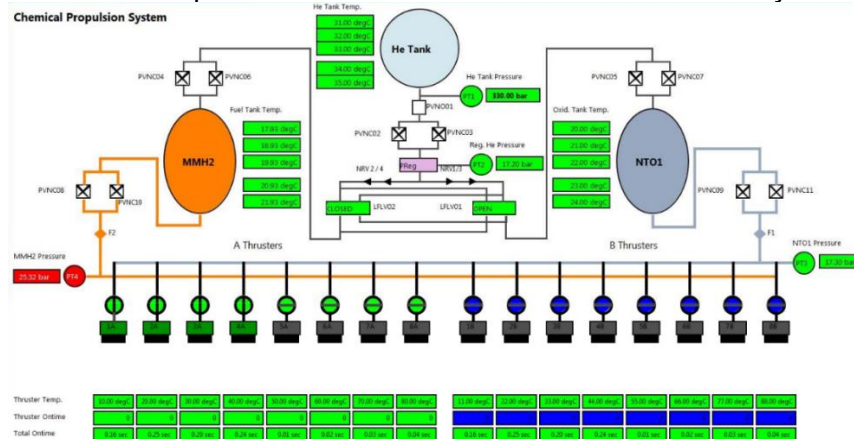 Chemical Propulsion System
He Tank Temp.
31.00 degC
32.00 degC
33.00 degC
34.00 degC
35.00 degC
He Tank
He Tank Pressure
PT1 330.00 bar
PVNO01
PVNC04 PVNC06
PVNC05 PVNC07
PVNC02 PVNC03
Fuel Tank Temp.
17.93 degC
18.93 degC
19.93 degC
20.93 degC
21.93 degC
MMH2
Reg. He Pressure
PReg
PT2 17.20 bar
NRV 2 / 4 NRV1/3
CLOSED LFLV02 LFLV01 OPEN
Oxid. Tank Temp.
20.00 degC
21.00 degC
22.00 degC
23.00 degC
24.00 degC
NTO1
PVNC08 PVNC10
PVNC09 PVNC11
F2 F1
A Thrusters B Thrusters
MMH2 Pressure
25.52 bar PT4
NTO1 Pressure
PT3 17.30 bar
1A 2A 3A 4A 5A 6A 7A 8A 1B 2B 3B 4B 5B 6B 7B 8B
Thruster Temp. 10.00 degC 20.00 degC 30.00 degC 40.00 degC 50.00 degC 60.00 degC 70.00 degC 80.00 degC 11.00 degC 22.00 degC 33.00 degC 44.00 degC 55.00 degC 66.00 degC 77.00 degC 88.00 degC
Thruster Ontime 0 0 0 0 0 0 0 0
Total Ontime 0.16 sec 0.25 sec 0.20 sec 0.24 sec 0.01 sec 0.02 sec 0.03 sec 0.04 sec 0.16 sec 0.25 sec 0.20 sec 0.24 sec 0.01 sec 0.02 sec 0.03 sec 0.04 sec